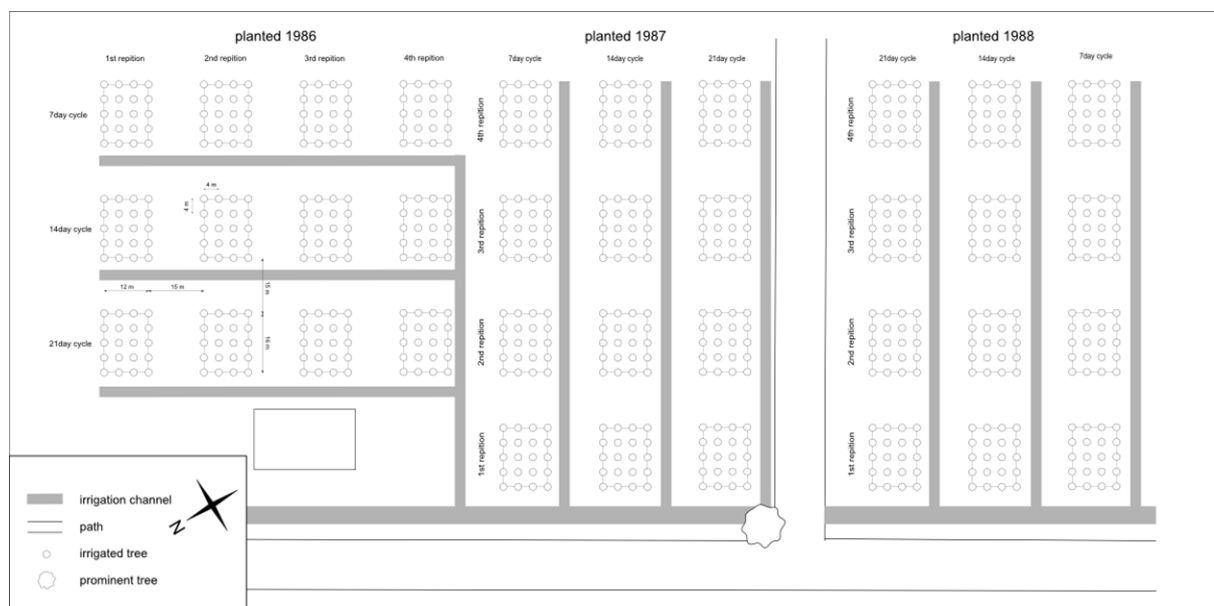 planted 1986
planted 1987
planted 1988
1st repition
2nd repition
3rd repition
4th repition
7day cycle
14day cycle
21day cycle
21day cycle
14day cycle
7day cycle
7day cycle
14day cycle
21day cycle
4th repition
3rd repition
2nd repition
1st repition
4th repition
3rd repition
2nd repition
1st repition
4 m
4 m
12 m
15 m
15 m
16 m
irrigation channel
path
irrigated tree
prominent tree
N